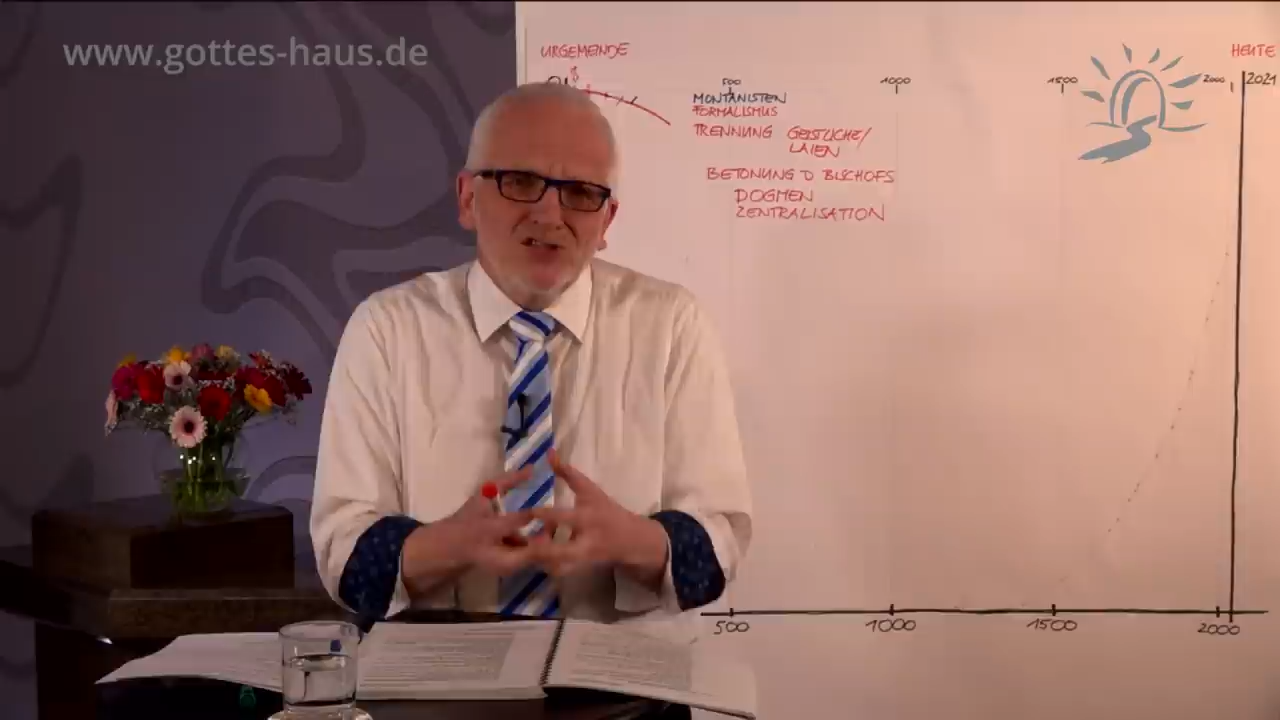 www.gottes-haus.de
URGEMEINDE
HEUTE
500
1000
1500
2000
2021
MONTANISTEN
FORMALISMUS
TRENNUNG GEISTLICHE/
LAIEN
BETONUNG D BISCHOFS
DOGMEN
ZENTRALISATION
500
1000
1500
2000